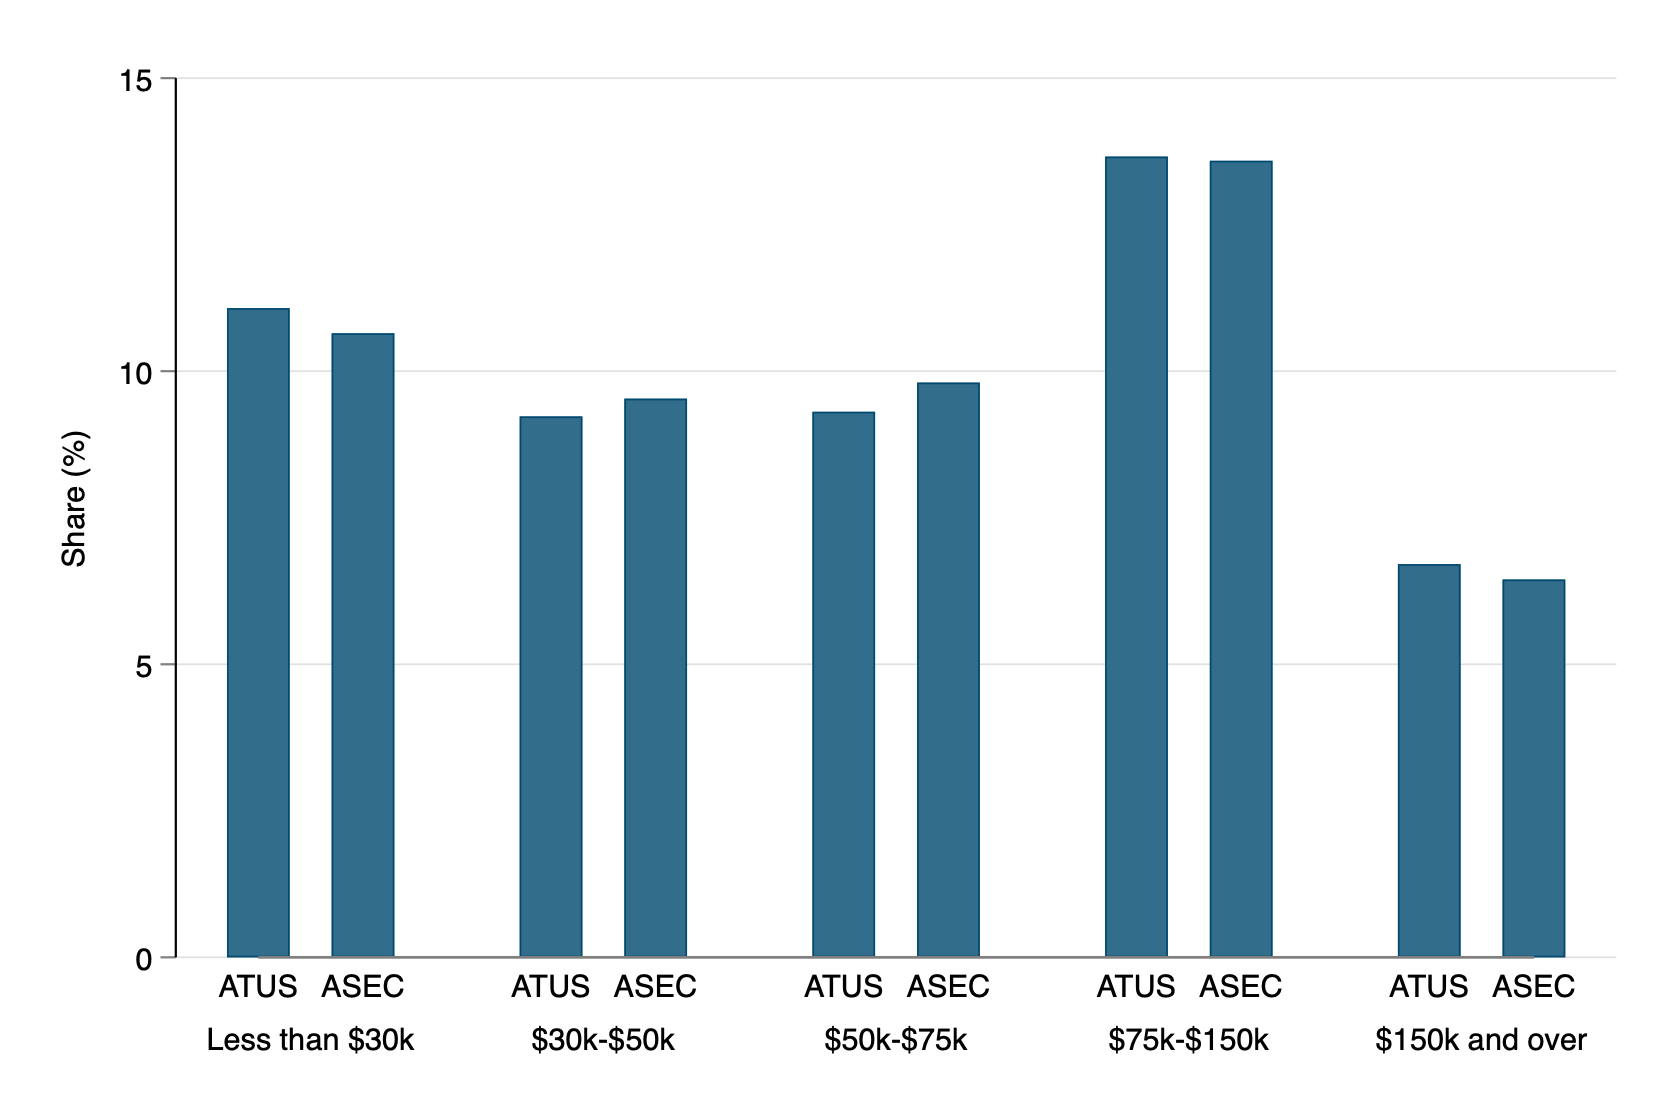 15
10
5
0
Share (%)
ATUS ASEC ATUS ASEC ATUS ASEC ATUS ASEC ATUS ASEC
Less than $30k $30k-$50k $50k-$75k $75k-$150k $150k and over